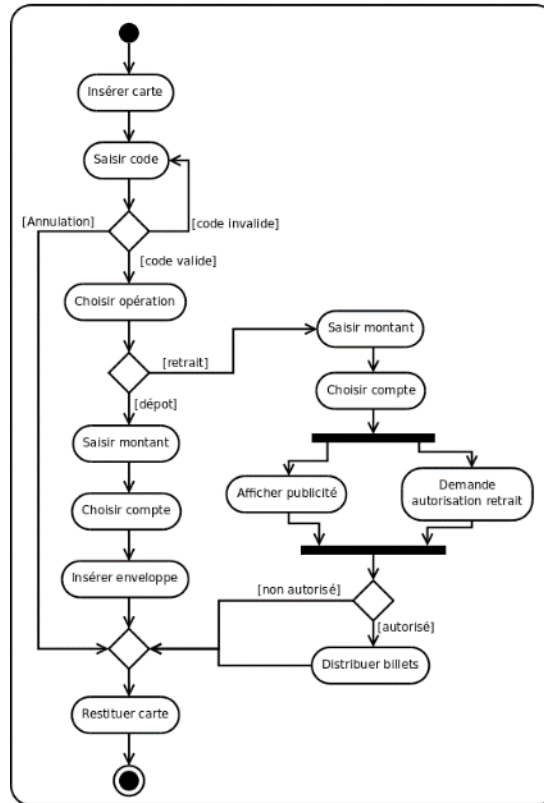 Insérer carte
Saisir code
[Annulation]
[code invalide]
[code valide]
Choisir opération
[retrait]
[dépot]
Saisir montant
Choisir compte
Insérer enveloppe
Saisir montant
Choisir compte
Afficher publicité
Demande
autorisation retrait
[non autorisé]
[autorisé]
Distribuer billets
Restituer carte